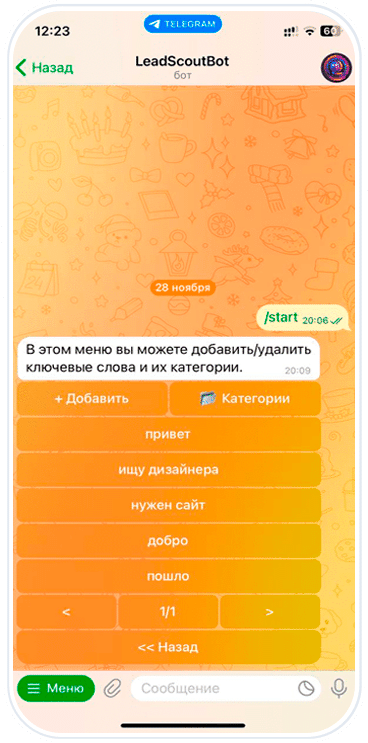 12:23
TELEGRAM
60
Назад
LeadScoutBot
бот
28 ноября
/start 20:06
В этом меню вы можете добавить/удалить
ключевые слова и их категории.
20:09
+ Добавить
Категории
привет
ищу дизайнера
нужен сайт
добро
пошло
<
1/1
>
<< Назад
Меню
Сообщение